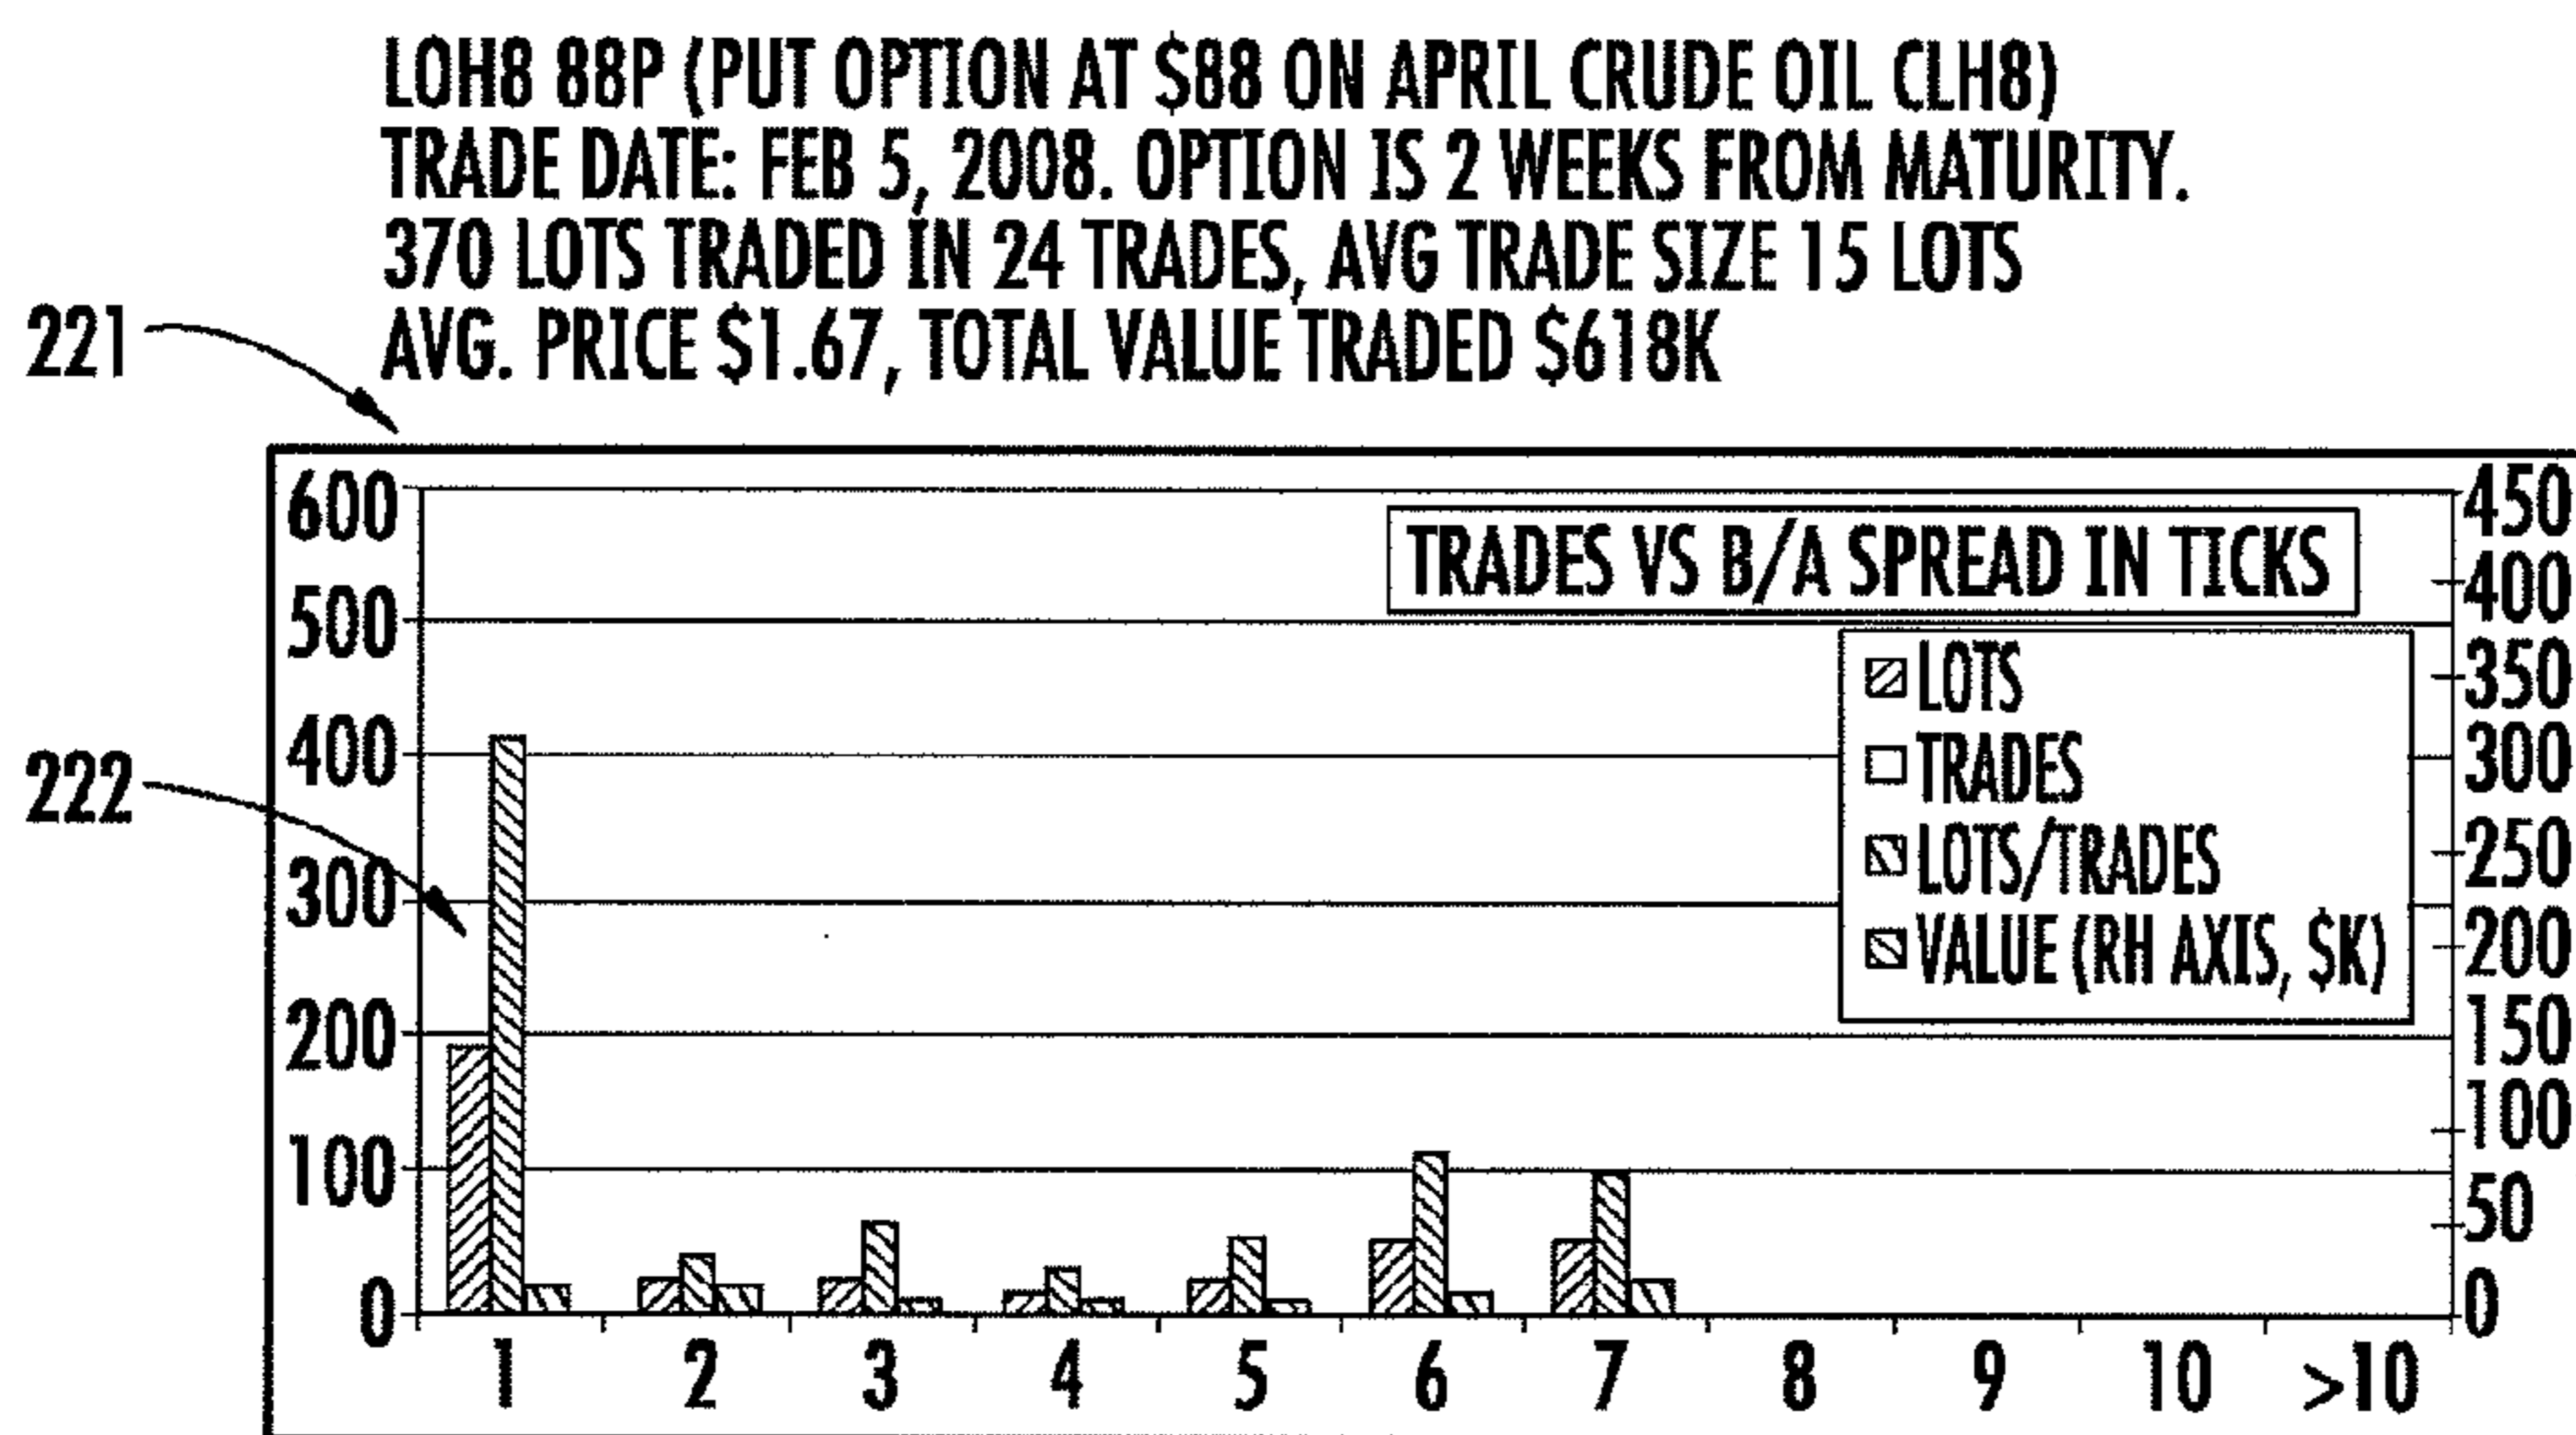 LOH8 88P (PUT OPTION AT $88 ON APRIL CRUDE OIL CLH8)
TRADE DATE: FEB 5, 2008. OPTION IS 2 WEEKS FROM MATURITY.
370 LOTS TRADED IN 24 TRADES, AVG TRADE SIZE 15 LOTS
AVG. PRICE $1.67, TOTAL VALUE TRADED $618K
221
222
600
500
400
300
200
100
0
TRADES VS B/A SPREAD IN TICKS
LOTS
TRADES
LOTS/TRADES
VALUE (RH AXIS, $K)
450
400
350
300
250
200
150
100
50
0
1 2 3 4 5 6 7 8 9 10 >10